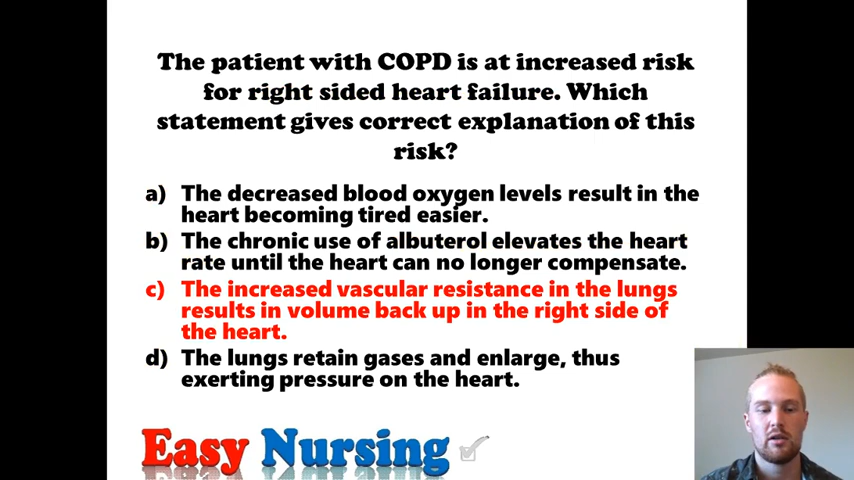 The patient with COPD is at increased risk
for right sided heart failure. Which
statement gives correct explanation of this
risk?
a) The decreased blood oxygen levels result in the
heart becoming tired easier.
b) The chronic use of albuterol elevates the heart
rate until the heart can no longer compensate.
c) The increased vascular resistance in the lungs
results in volume back up in the right side of
the heart.
d) The lungs retain gases and enlarge, thus
exerting pressure on the heart.
Easy Nursing